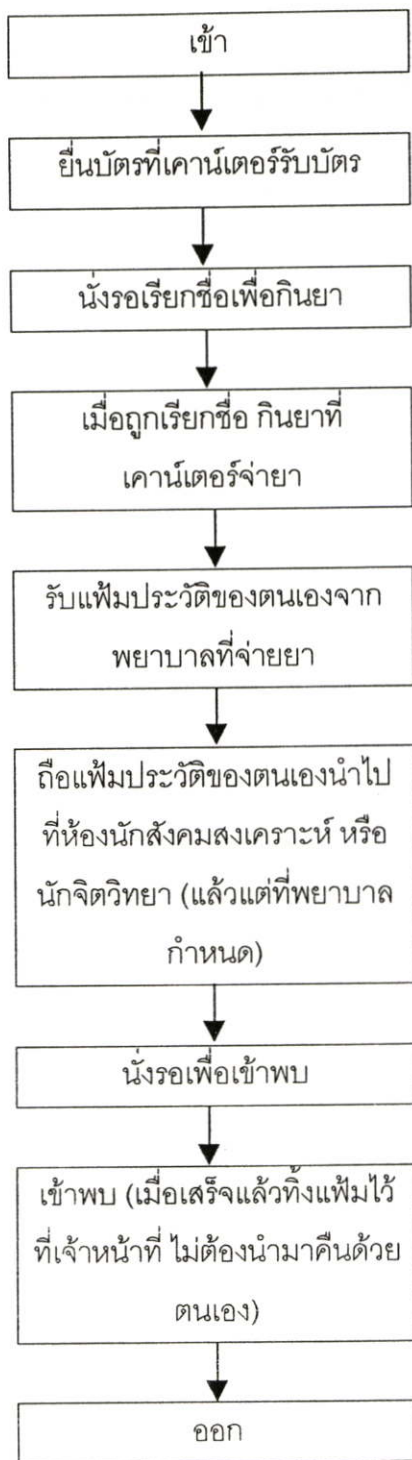 เข้า
ยื่นบัตรที่เคาน์เตอร์รับบัตร
นั่งรอเรียกชื่อเพื่อกินยา
เมื่อถูกเรียกชื่อ กินยาที่
เคาน์เตอร์จ่ายา
รับแฟ้มประวัติของตนเองจาก
พยาบาลที่จ่ายยา
ถือแฟ้มประวัติของตนเองนำไป
ที่ห้องนักสังคมสงเคราะห์ หรือ
นักจิตวิทยา (แล้วแต่ที่พยาบาล
กำหนด)
นั่งรอเพื่อเข้าพบ
เข้าพบ (เมื่อเสร็จแล้วทิ้งแฟ้มไว้
ที่เจ้าหน้าที่ ไม่ต้องนำมาคืนด้วย
ตนเอง)
ออก